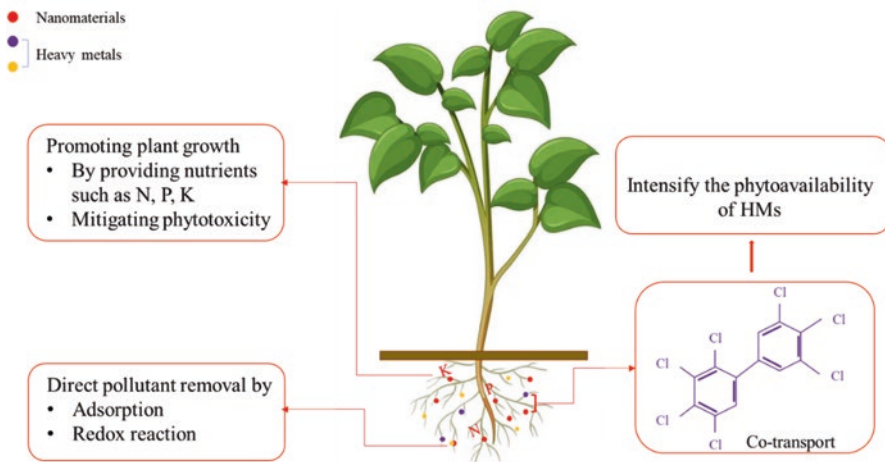 Nanomaterials
Heavy metals
Promoting plant growth
• By providing nutrients
such as N, P, K
• Mitigating phytotoxicity
Intensify the phytoavailability
of HMs
Direct pollutant removal by
• Adsorption
• Redox reaction
K
P
N
Cl
Cl
Cl
Cl
Cl
Cl
Cl
Co-transport